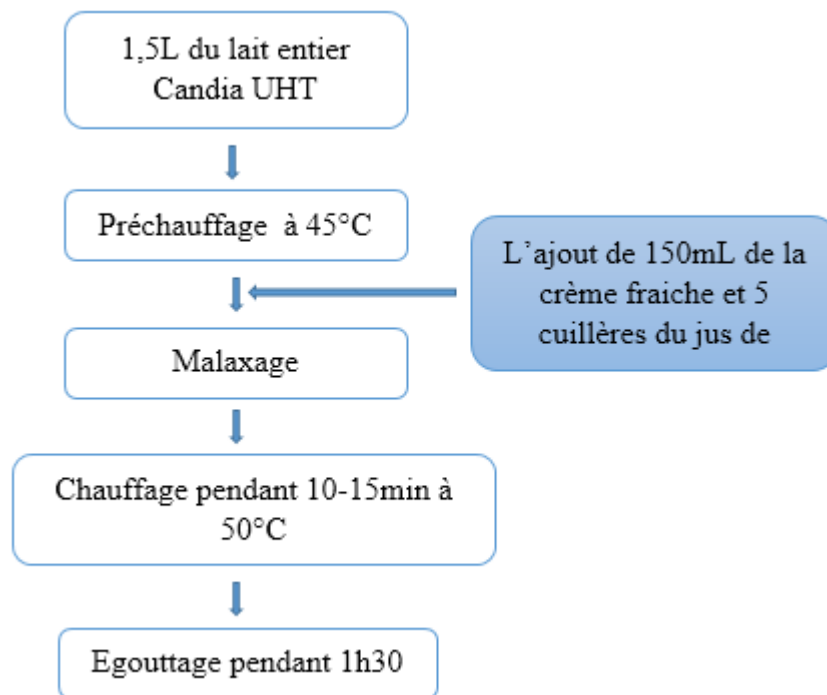 1,5L du lait entier
Candia UHT
Préchauffage à 45°C
L'ajout de 150mL de la
crème fraiche et 5
cuillères du jus de
Malaxage
Chauffage pendant 10-15min à
50°C
Egouttage pendant 1h30